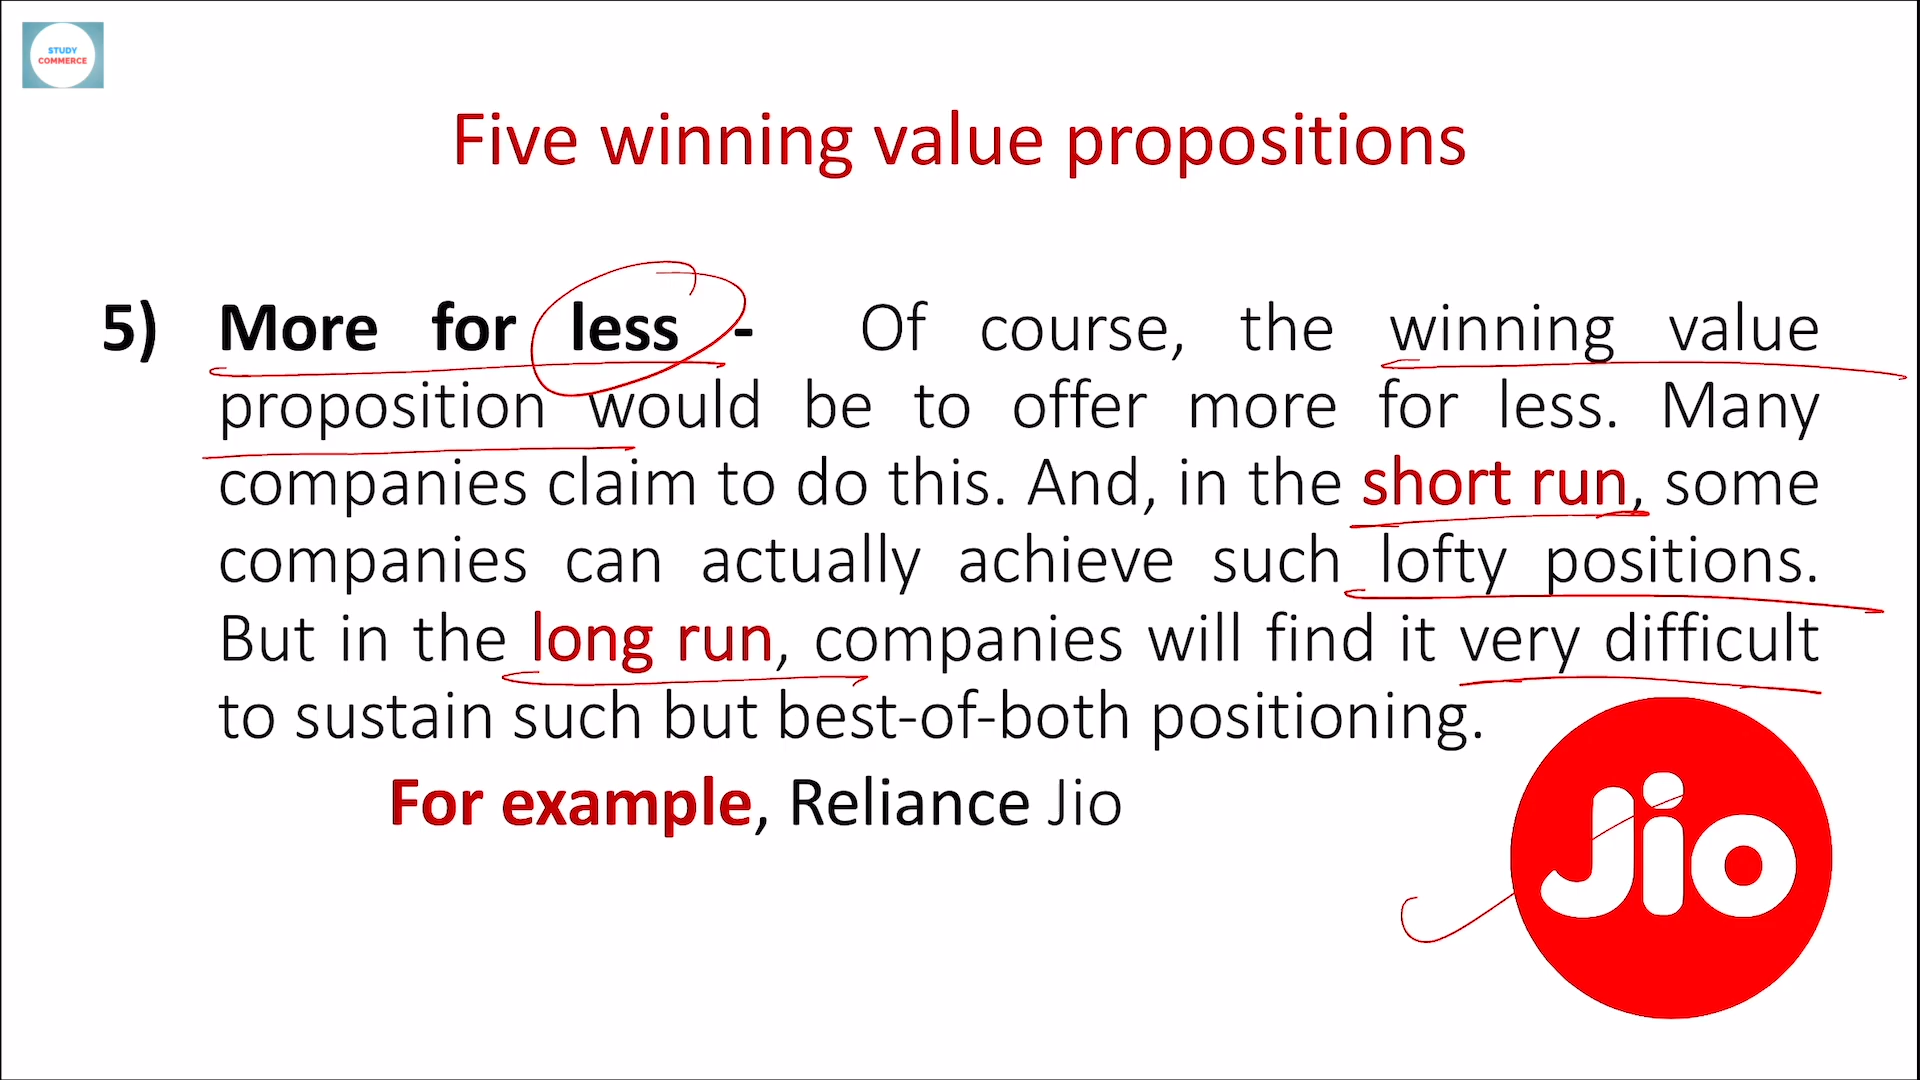 STUDY
COMMERCE
Five winning value propositions
5) More for less - Of course, the winning value
proposition would be to offer more for less. Many
companies claim to do this. And, in the short run, some
companies can actually achieve such lofty positions.
But in the long run, companies will find it very difficult
to sustain such but best-of-both positioning.
For example, Reliance Jio
Jio